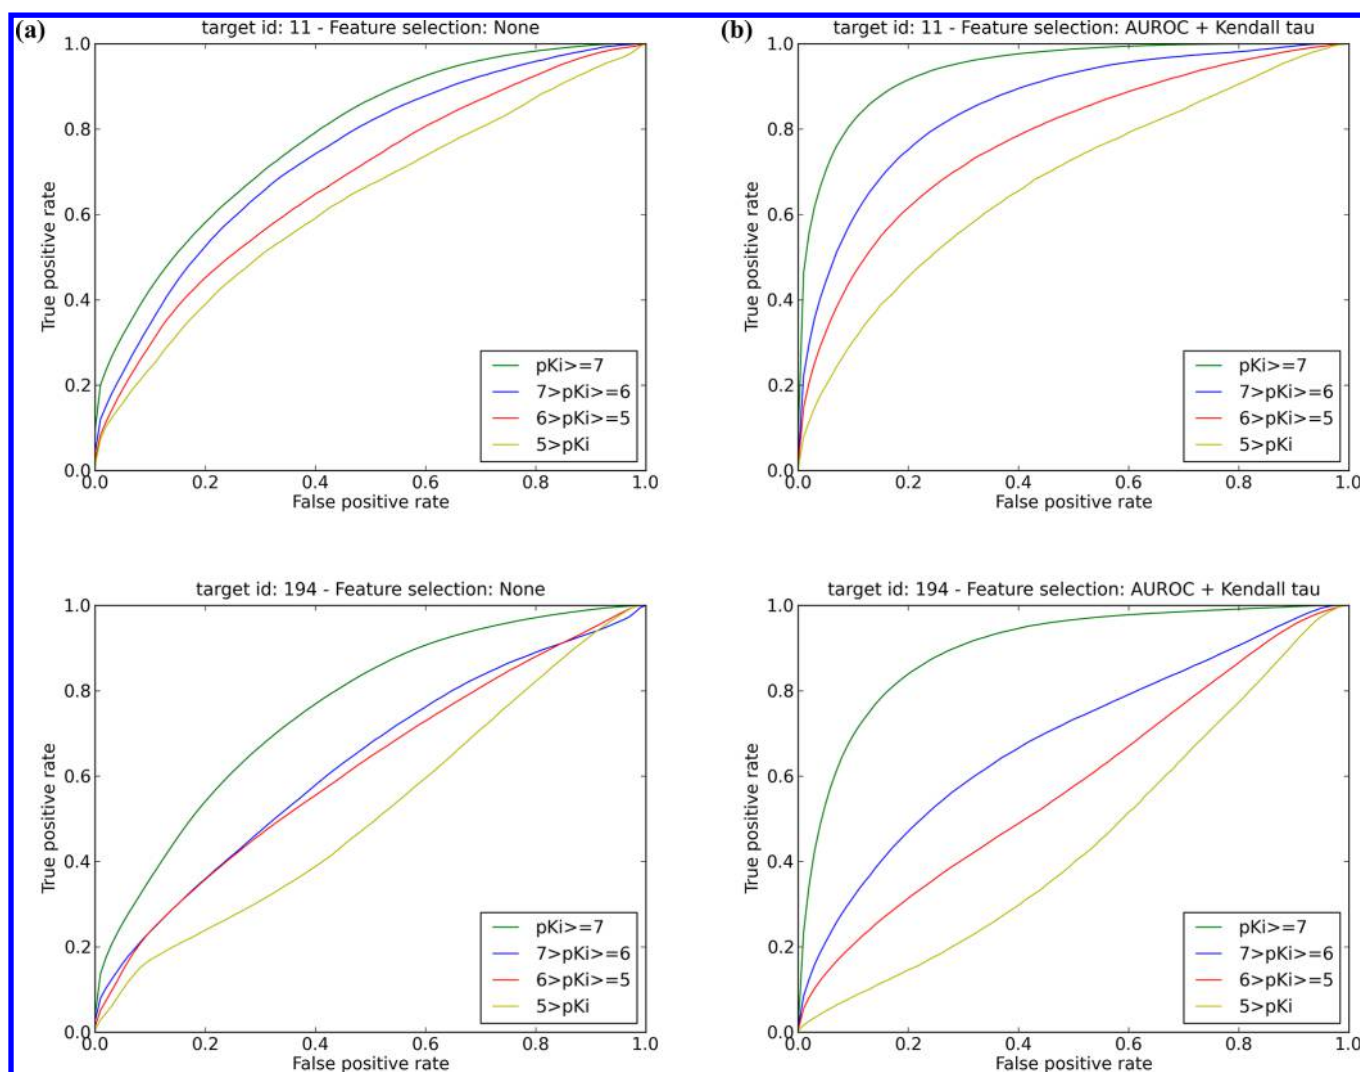 (a)
target id: 11 - Feature selection: None
1.0
0.8
0.6
0.4
0.2
0.0
True positive rate
pKi>=7
7>pKi>=6
6>pKi>=5
5>pKi
0.0 0.2 0.4 0.6 0.8 1.0
False positive rate
(b)
target id: 11 - Feature selection: AUROC + Kendall tau
1.0
0.8
0.6
0.4
0.2
0.0
True positive rate
pKi>=7
7>pKi>=6
6>pKi>=5
5>pKi
0.0 0.2 0.4 0.6 0.8 1.0
False positive rate
target id: 194 - Feature selection: None
1.0
0.8
0.6
0.4
0.2
0.0
True positive rate
pKi>=7
7>pKi>=6
6>pKi>=5
5>pKi
0.0 0.2 0.4 0.6 0.8 1.0
False positive rate
target id: 194 - Feature selection: AUROC + Kendall tau
1.0
0.8
0.6
0.4
0.2
0.0
True positive rate
pKi>=7
7>pKi>=6
6>pKi>=5
5>pKi
0.0 0.2 0.4 0.6 0.8 1.0
False positive rate